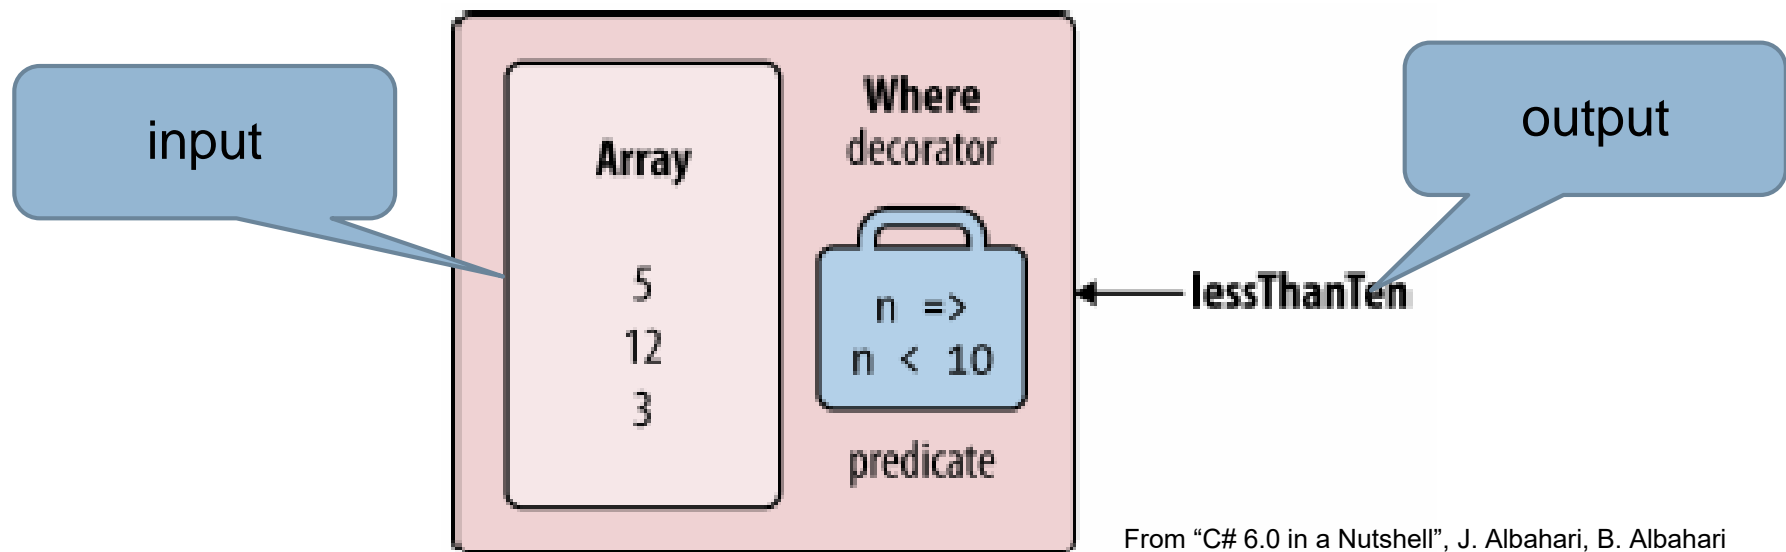 input
Array
5
12
3
Where
decorator
n =>
n < 10
predicate
output
lessThanTen
From “C# 6.0 in a Nutshell”, J. Albahari, B. Albahari